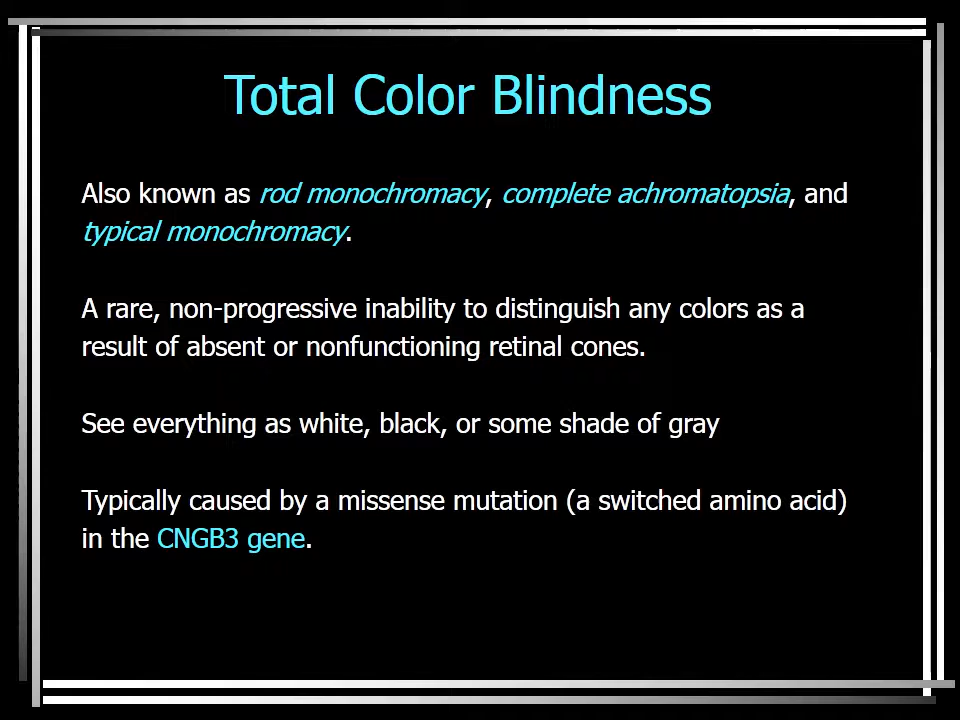 Total Color Blindness
Also known as rod monochromacy, complete achromatopsia, and
typical monochromacy.
A rare, non-progressive inability to distinguish any colors as a
result of absent or nonfunctioning retinal cones.
See everything as white, black, or some shade of gray
Typically caused by a missense mutation (a switched amino acid)
in the CNGB3 gene.